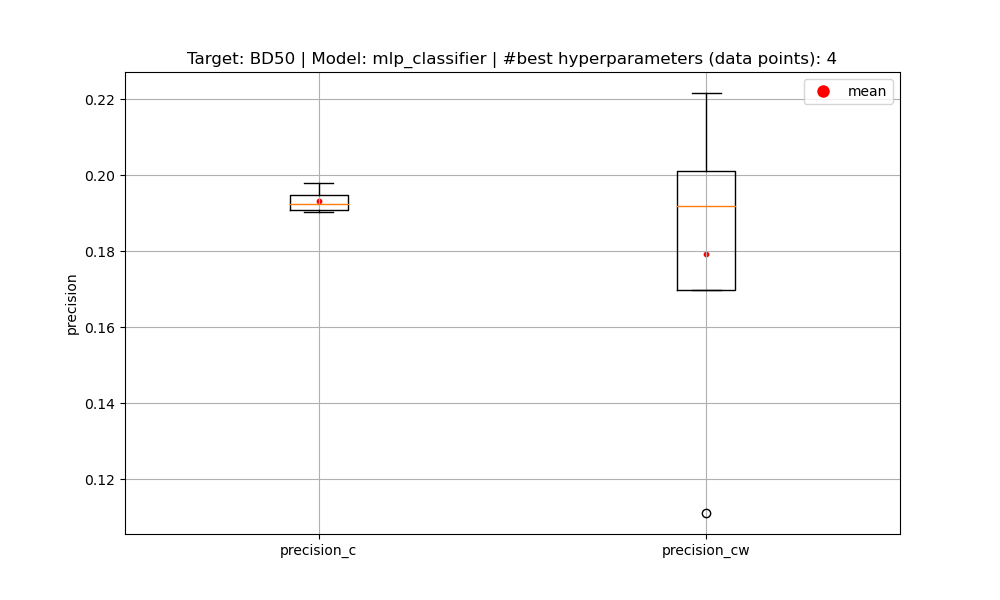 Target: BD50 | Model: mlp_classifier | #best hyperparameters (data points): 4
mean
0.22
0.20
0.18
0.16
0.14
0.12
precision
precision_c
precision_cw